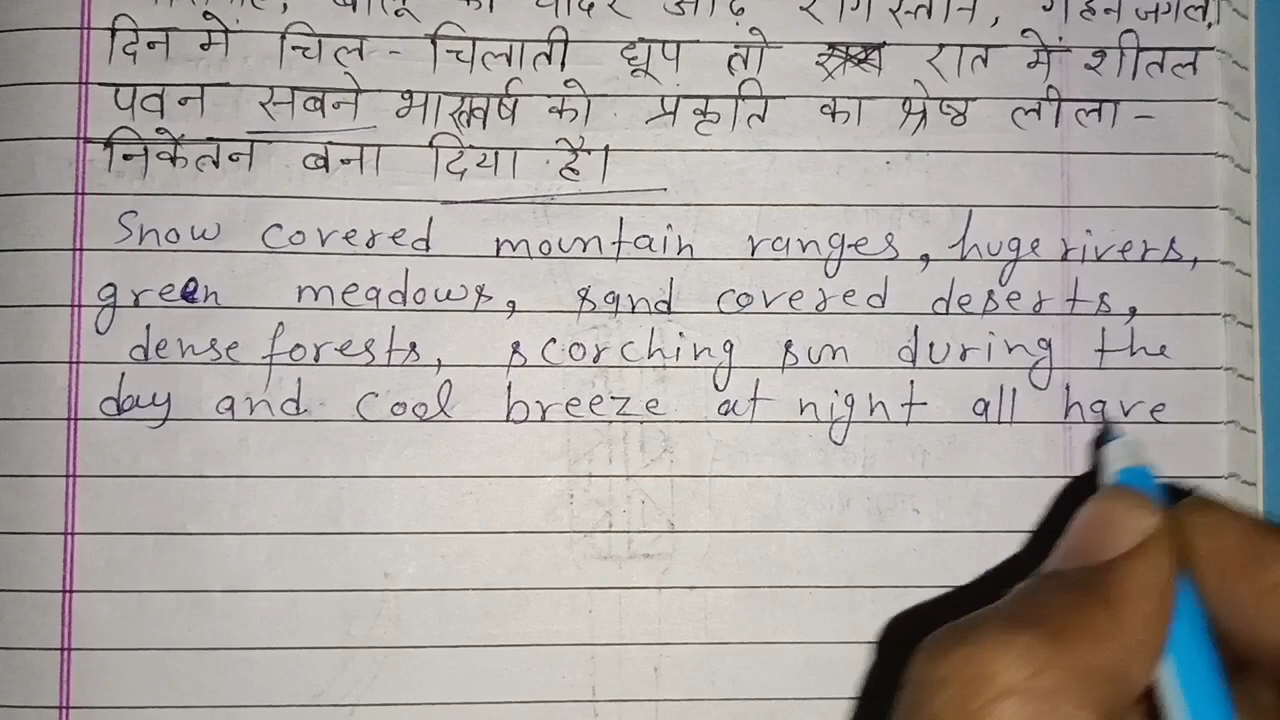 रेगिस्तान,
दिन में चिल - चिलाती धूप तो रात में शीतल
पवन सबने भारतवर्ष को प्रकृति का श्रेष्ठ लीला -
निकेतन बना दिया है।
Snow covered mountain ranges, huge rivers,
green meadows, sand covered deserts,
dense forests, scorching sun during the
day and cool breeze at night all have